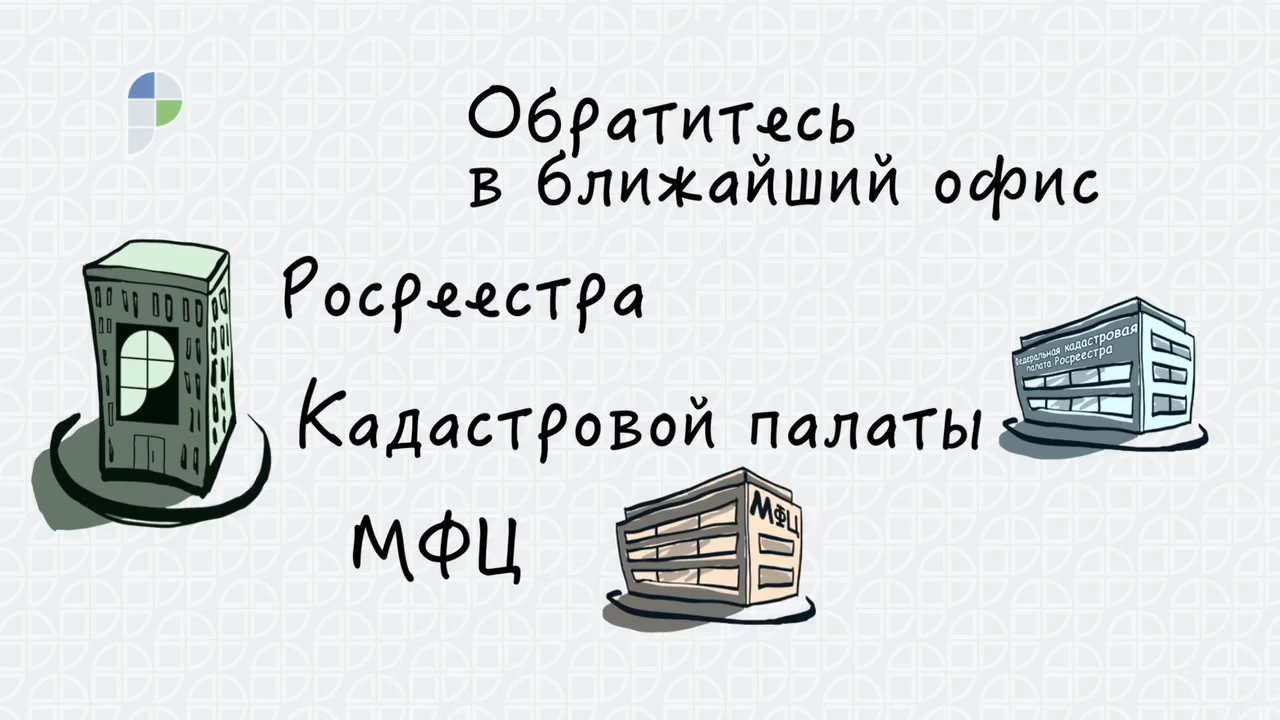 Обратитесь
в ближайший офис
Росреестра
Федеральная кадастровая
палата Росреестра
Кадастровой палаты
МФЦ
МФЦ